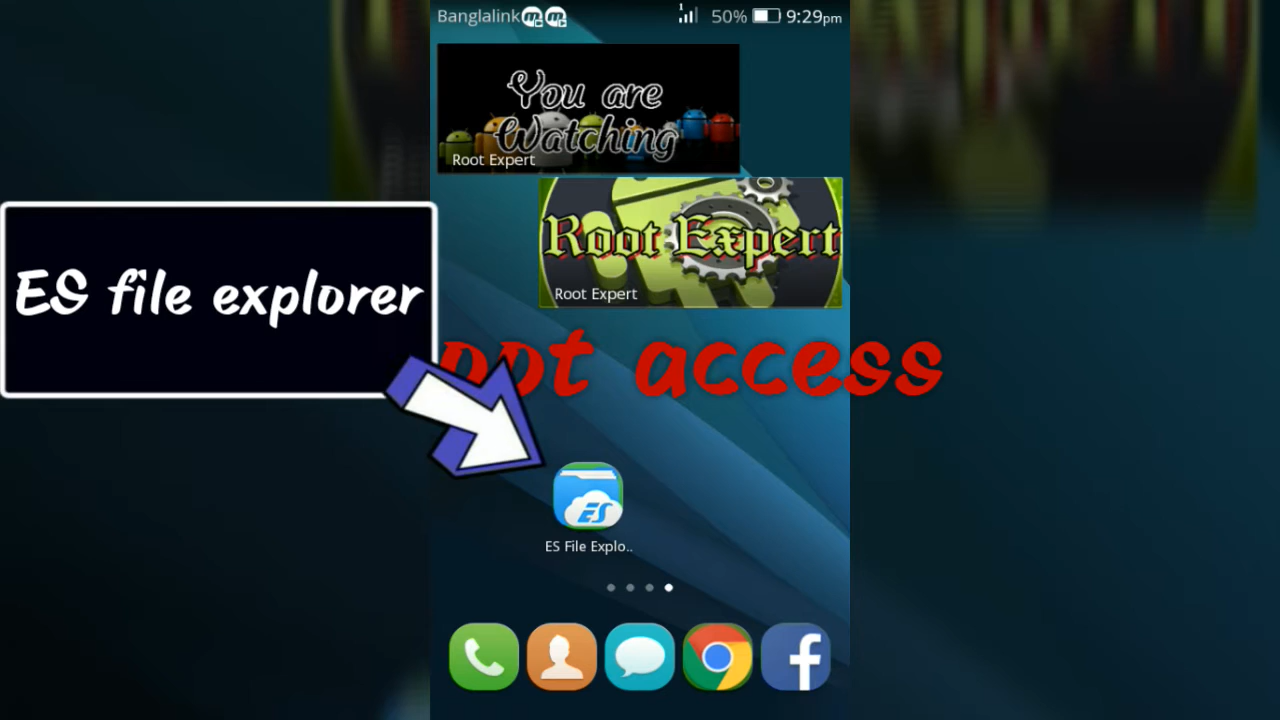 Banglalink
50% 9:29pm
You are
Watching
Root Expert
Root Expert
Root Expert
ES file explorer
access
ES
ES File Explo..